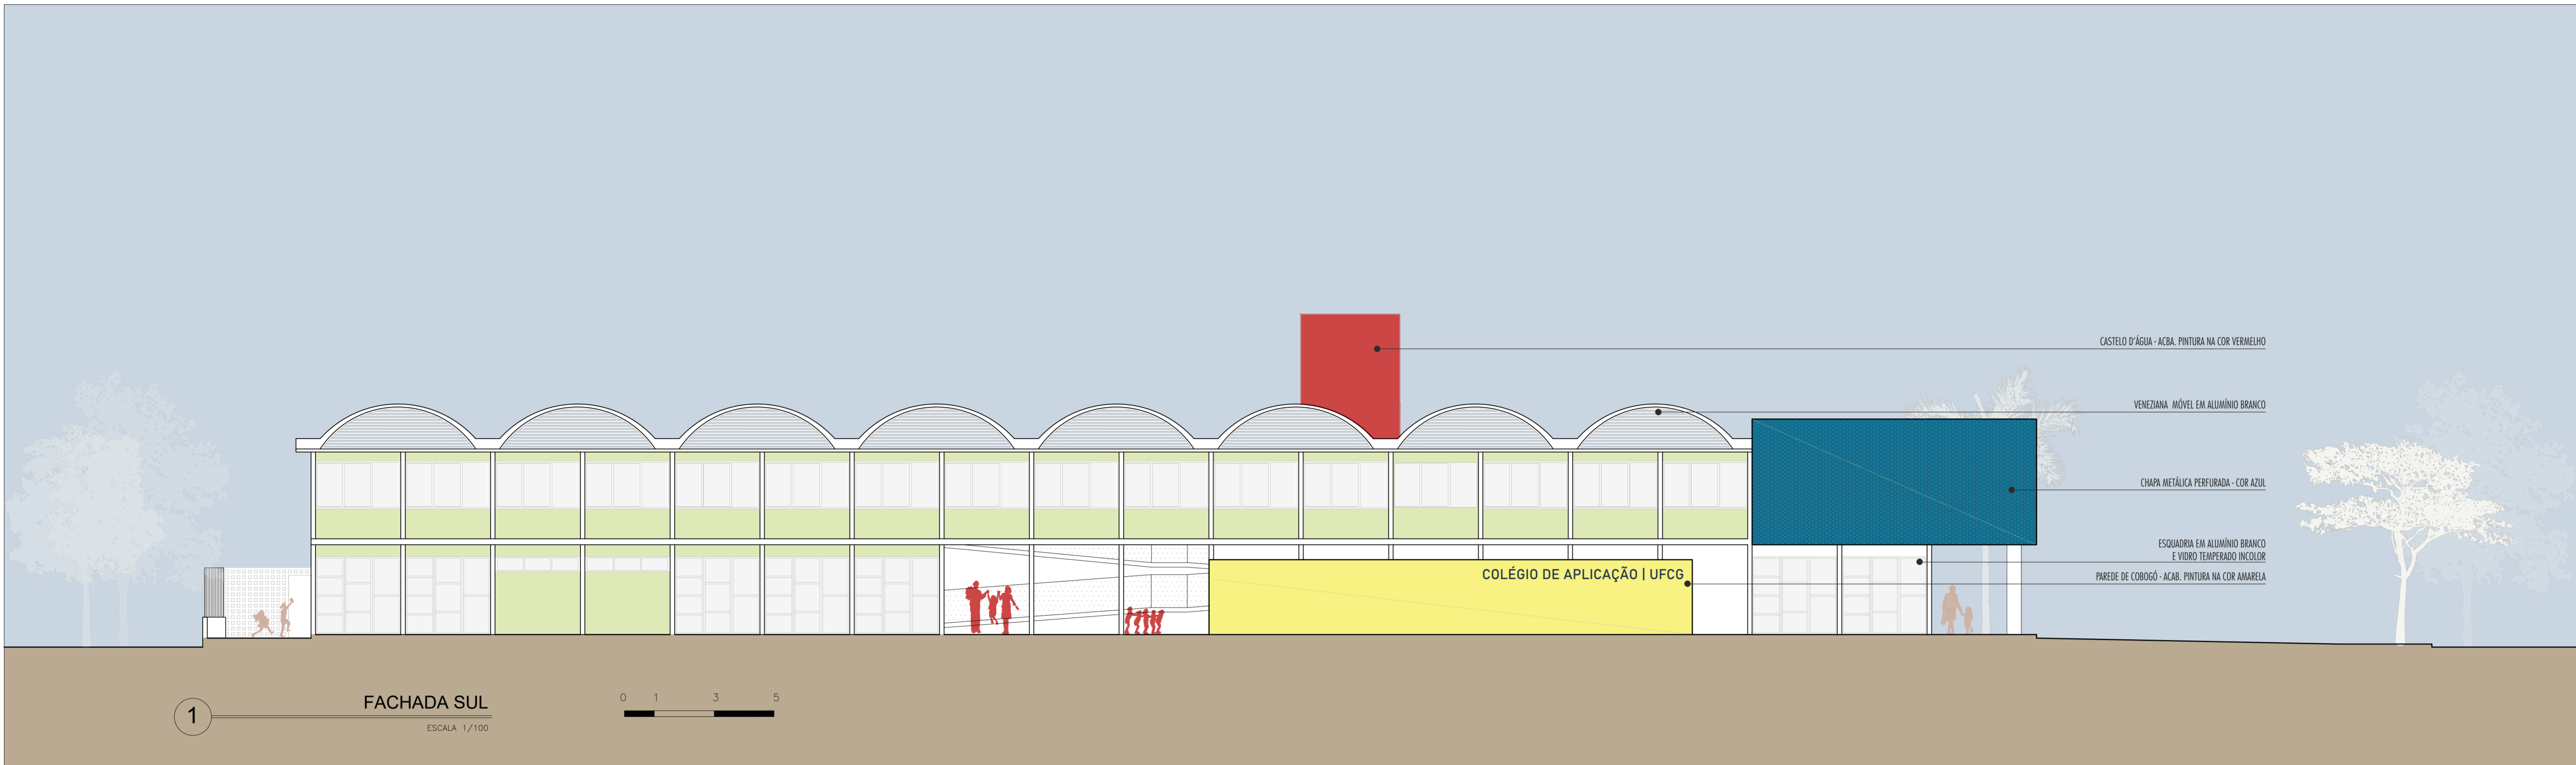 CASTELO D'ÁGUA - ACBA. PINTURA NA COR VERMELHO
VENEZIANA MÓVEL EM ALUMÍNIO BRANCO
CHAPA METÁLICA PERFURADA - COR AZUL
ESQUADRIA EM ALUMÍNIO BRANCO
E VIDRO TEMPERADO INCOLOR
PAREDE DE COBOGÓ - ACAB. PINTURA NA COR AMARELA
COLÉGIO DE APLICAÇÃO | UFCG
1
FACHADA SUL
ESCALA 1/100
0 1 3 5